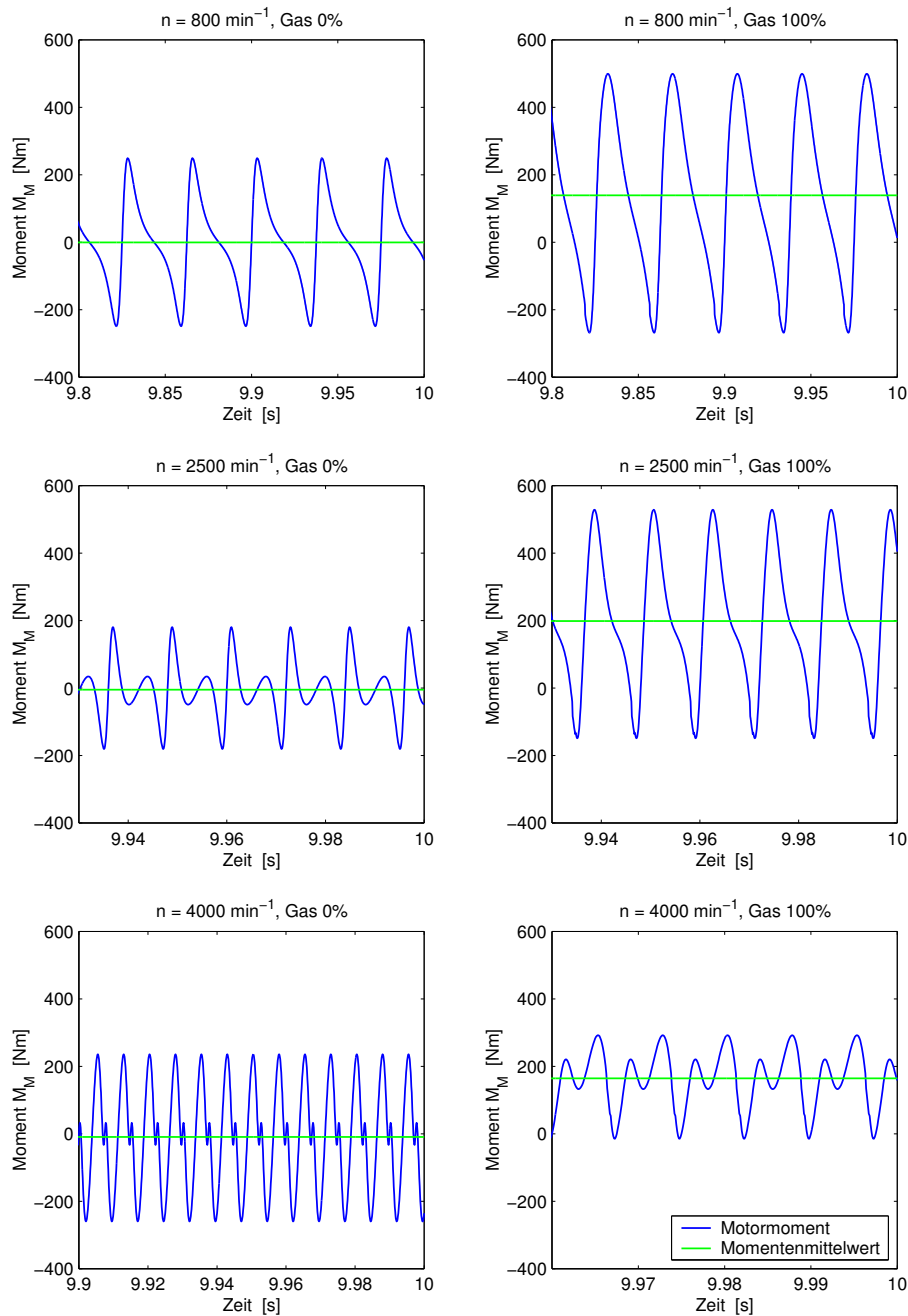 n = 800 min⁻¹, Gas 0%
600
400
200
0
−200
−400
Moment M_M [Nm]
9.8 9.85 9.9 9.95 10
Zeit [s]
n = 800 min⁻¹, Gas 100%
600
400
200
0
−200
−400
Moment M_M [Nm]
9.8 9.85 9.9 9.95 10
Zeit [s]
n = 2500 min⁻¹, Gas 0%
600
400
200
0
−200
−400
Moment M_M [Nm]
9.94 9.96 9.98 10
Zeit [s]
n = 2500 min⁻¹, Gas 100%
600
400
200
0
−200
−400
Moment M_M [Nm]
9.94 9.96 9.98 10
Zeit [s]
n = 4000 min⁻¹, Gas 0%
600
400
200
0
−200
−400
Moment M_M [Nm]
9.9 9.92 9.94 9.96 9.98 10
Zeit [s]
n = 4000 min⁻¹, Gas 100%
600
400
200
0
−200
−400
Moment M_M [Nm]
9.97 9.98 9.99 10
Zeit [s]
Motormoment
Momentenmittelwert